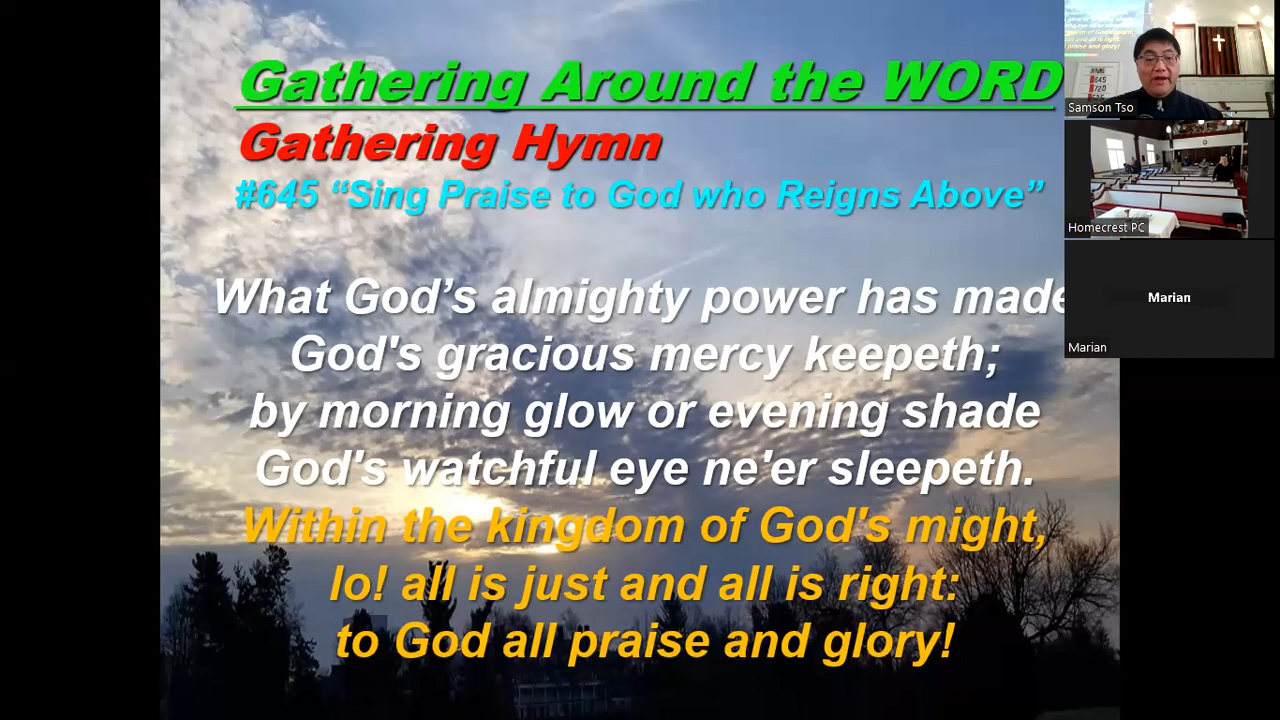 Gathering Around the WORD
Gathering Hymn
#645 “Sing Praise to God who Reigns Above”
What God’s almighty power has made
God's gracious mercy keepeth;
by morning glow or evening shade
God's watchful eye ne'er sleepeth.
Within the kingdom of God's might,
lo! all is just and all is right:
to God all praise and glory!
Samson Tso
Homecrest PC
Marian
Marian